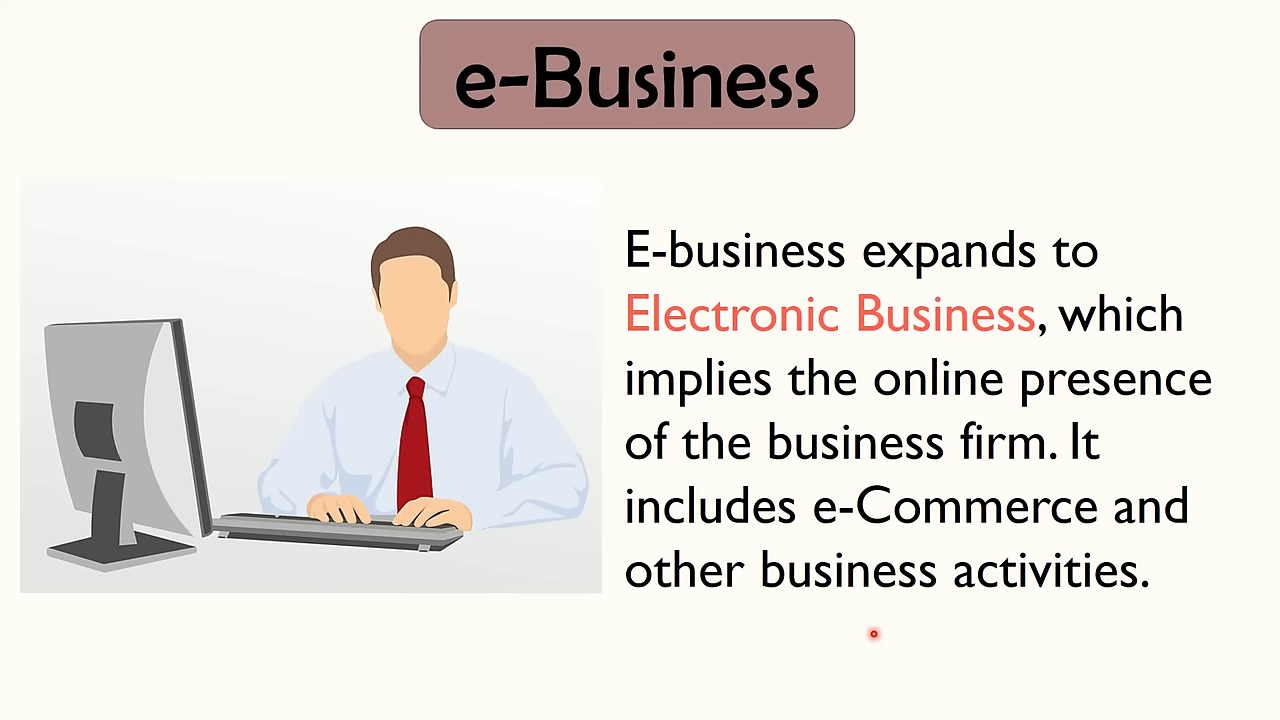 e-Business
E-business expands to
Electronic Business, which
implies the online presence
of the business firm. It
includes e-Commerce and
other business activities.